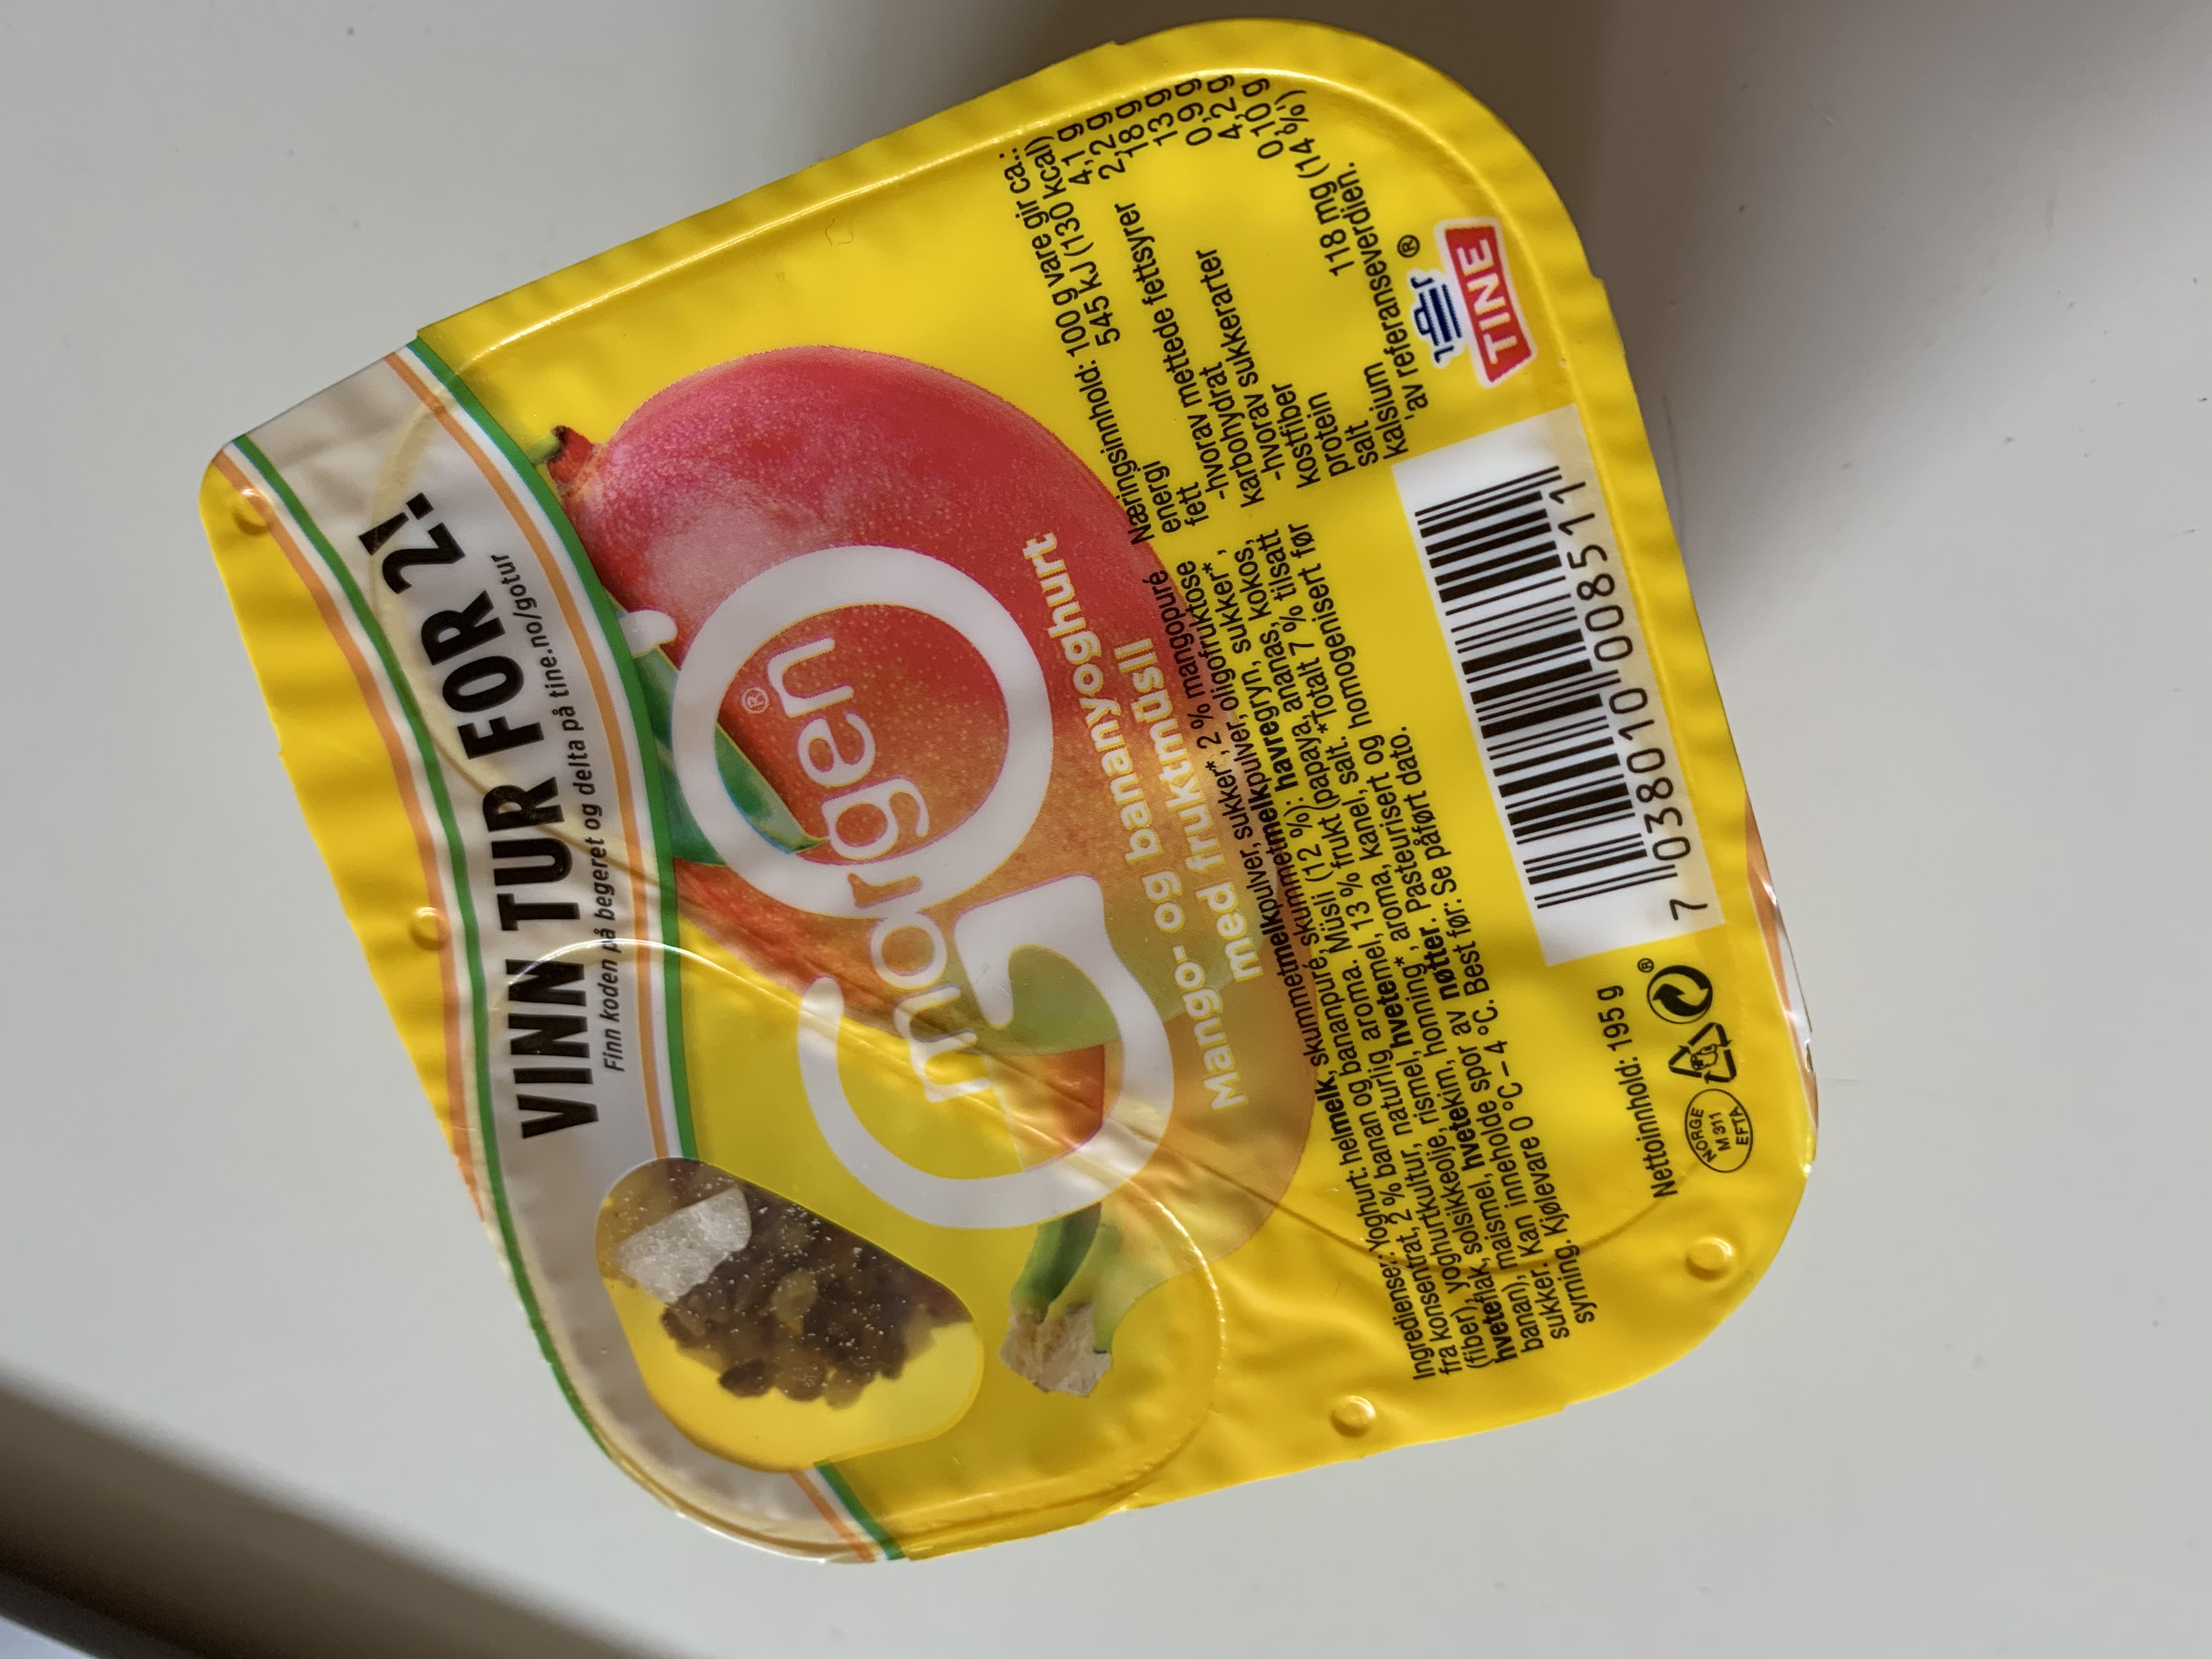 VINN TUR FOR 2!
Finn koden på begeret og delta på tine.no/gotur
GO morgen®
Mango- og bananyoghurt
med fruktmüsli
Ingredienser: Yoghurt: helmelk, skummetmelkpulver, sukker*, 2 % mangopuré
fra konsentrat, 2 % banan og bananpuré, skummetmelkpulver, oligofruktose
(fiber), yoghurtkultur, naturlig aroma. Müsli (12 %): havregryn, sukker*,
hveteflak, solsikkeolje, rismel, hvetemel, 13 % frukt (papaya, ananas, kokos,
banan), maismel, hvetekim, honning*, aroma, kanel, salt. *Totalt 7 % tilsatt
sukker. Kan inneholde spor av nøtter. Pasteurisert og homogenisert før
syrning. Kjølevare 0 °C – 4 °C. Best før: Se påført dato.
Næringsinnhold: 100 g vare gir ca.:
energi 545 kJ (130 kcal)
fett 4,1 g
-hvorav mettede fettsyrer 2,2 g
karbohydrat 18 g
-hvorav sukkerarter 13 g
kostfiber 0,9 g
protein 4,2 g
salt 0,10 g
kalsium 118 mg (14 %')
'av referanseverdien.
TINE ®
Nettoinnhold: 195 g
NORGE
M 311
EFTA
®
7 038010 008511